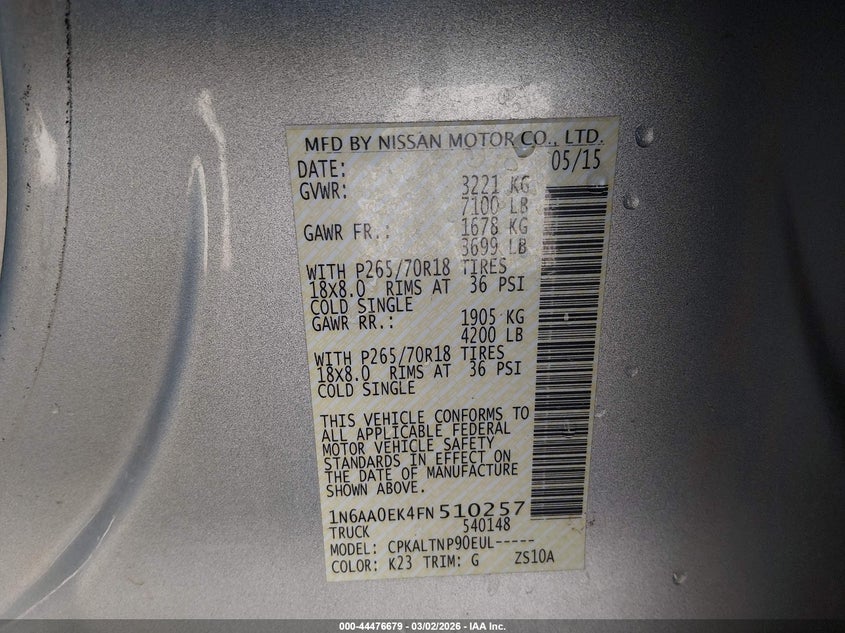 MFD BY NISSAN MOTOR CO., LTD.
DATE: 05/15
GVWR: 3221 KG
7100 LB
GAWR FR.: 1678 KG
3699 LB
WITH P265/70R18 TIRES
18X8.0 RIMS AT 36 PSI
COLD SINGLE
GAWR RR.: 1905 KG
4200 LB
WITH P265/70R18 TIRES
18X8.0 RIMS AT 36 PSI
COLD SINGLE
THIS VEHICLE CONFORMS TO
ALL APPLICABLE FEDERAL
MOTOR VEHICLE SAFETY
STANDARDS IN EFFECT ON
THE DATE OF MANUFACTURE
SHOWN ABOVE.
1N6AA0EK4FN510257
TRUCK 540148
MODEL: CPKALTNP90EUL-----
COLOR: K23 TRIM: G ZS10A
000-44476679 - 03/02/2026 - IAA Inc.